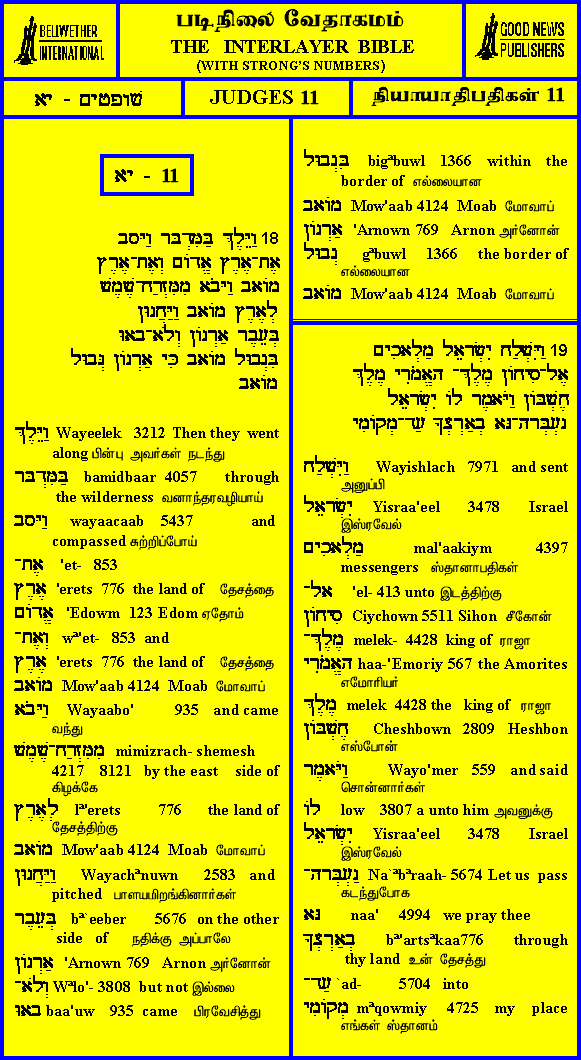 BELLWETHER
INTERNATIONAL
படிநிலை வேதாகமம்
THE INTERLAYER BIBLE
(WITH STRONG'S NUMBERS)
GOOD NEWS
PUBLISHERS
שׁופטים - יא
JUDGES 11
நியாயாதிபதிகள் 11
יא - 11
18 וַיֵּלֶךְ בַּמִּדְבָּר וַיִּסָב
אֶת־אֶרֶץ אֱדוֹם וְאֶת־אֶרֶץ
מוֹאָב וַיָּבֹא מִמִּזְרַח־שֶׁמֶשׁ
לְאֶרֶץ מוֹאָב וַיַּחֲנוּן
בְּעֵבֶר אַרְנוֹן וְלֹא־בָאוּ
בִּגְבוּל מוֹאָב כִּי אַרְנוֹן גְּבוּל
מוֹאָב
וַיֵּלֶךְ Wayeelek 3212 Then they went
along பின்பு அவர்கள் நடந்து
בַּמִּדְבָּר bamidbaar 4057 through
the wilderness வனாந்தரவழியாய்
וַיִּסָב wayaacaab 5437 and
compassed சுற்றிப்போய்
אֶת־ 'et- 853
אֶרֶץ 'erets 776 the land of தேசத்தை
אֱדוֹם 'Edowm 123 Edom ஏதோம்
וְאֶת־ wª'et- 853 and
אֶרֶץ 'erets 776 the land of தேசத்தை
מוֹאָב Mow'aab 4124 Moab மோவாப்
וַיָּבֹא Wayaabo' 935 and came
வந்து
מִמִּזְרַח־שֶׁמֶשׁ mimizrach- shemesh
4217 8121 by the east side of
கிழக்கே
לְאֶרֶץ lª'erets 776 the land of
தேசத்திற்கு
מוֹאָב Mow'aab 4124 Moab மோவாப்
וַיַּחֲנוּן Wayachªnuwn 2583 and
pitched பாளயமிறங்கினார்கள்
בְּעֵבֶר bª`eeber 5676 on the other
side of நதிக்கு அப்பாலே
אַרְנוֹן 'Arnown 769 Arnon அர்னோன்
וְלֹא־ Wªlo'- 3808 but not இல்லை
בָאוּ baa'uw 935 came பிரவேசித்து
בִּגְבוּל bigªbuwl 1366 within the
border of எல்லையான
מוֹאָב Mow'aab 4124 Moab மோவாப்
אַרְנוֹן 'Arnown 769 Arnon அர்னோன்
גְּבוּל gªbuwl 1366 the border of
எல்லையான
מוֹאָב Mow'aab 4124 Moab மோவாப்
19 וַיִּשְׁלַח יִשְׂרָאֵל מַלְאָכִים
אֶל־סִיחוֹן מֶלֶךְ־ הָאֱמֹרִי מֶלֶךְ
חֶשְׁבּוֹן וַיֹּאמֶר לוֹ יִשְׂרָאֵל
נַעְבְּרָה־נָּא בְאַרְצְךָ עַד־מְקוֹמִי
וַיִּשְׁלַח Wayishlach 7971 and sent
அனுப்பி
יִשְׂרָאֵל Yisraa'eel 3478 Israel
இஸ்ரவேல்
מַלְאָכִים mal'aakiym 4397
messengers ஸ்தானாபதிகள்
אֶל־ 'el- 413 unto இடத்திற்கு
סִיחוֹן Ciychown 5511 Sihon சீகோன்
מֶלֶךְ־ melek- 4428 king of ராஜா
הָאֱמֹרִי haa-'Emoriy 567 the Amorites
எமோரியர்
מֶלֶךְ melek 4428 the king of ராஜா
חֶשְׁבּוֹן Cheshbown 2809 Heshbon
எஸ்போன்
וַיֹּאמֶר Wayo'mer 559 and said
சொன்னார்கள்
לוֹ low 3807 a unto him அவனுக்கு
יִשְׂרָאֵל Yisraa'eel 3478 Israel
இஸ்ரவேல்
נַעְבְּרָה־ Na`ªbªraah- 5674 Let us pass
கடந்துபோக
נָּא naa' 4994 we pray thee
בְאַרְצְךָ bª'artsªkaa776 through
thy land உன் தேசத்து
עַד־ `ad- 5704 into
מְקוֹמִי mªqowmiy 4725 my place
எங்கள் ஸ்தானம்